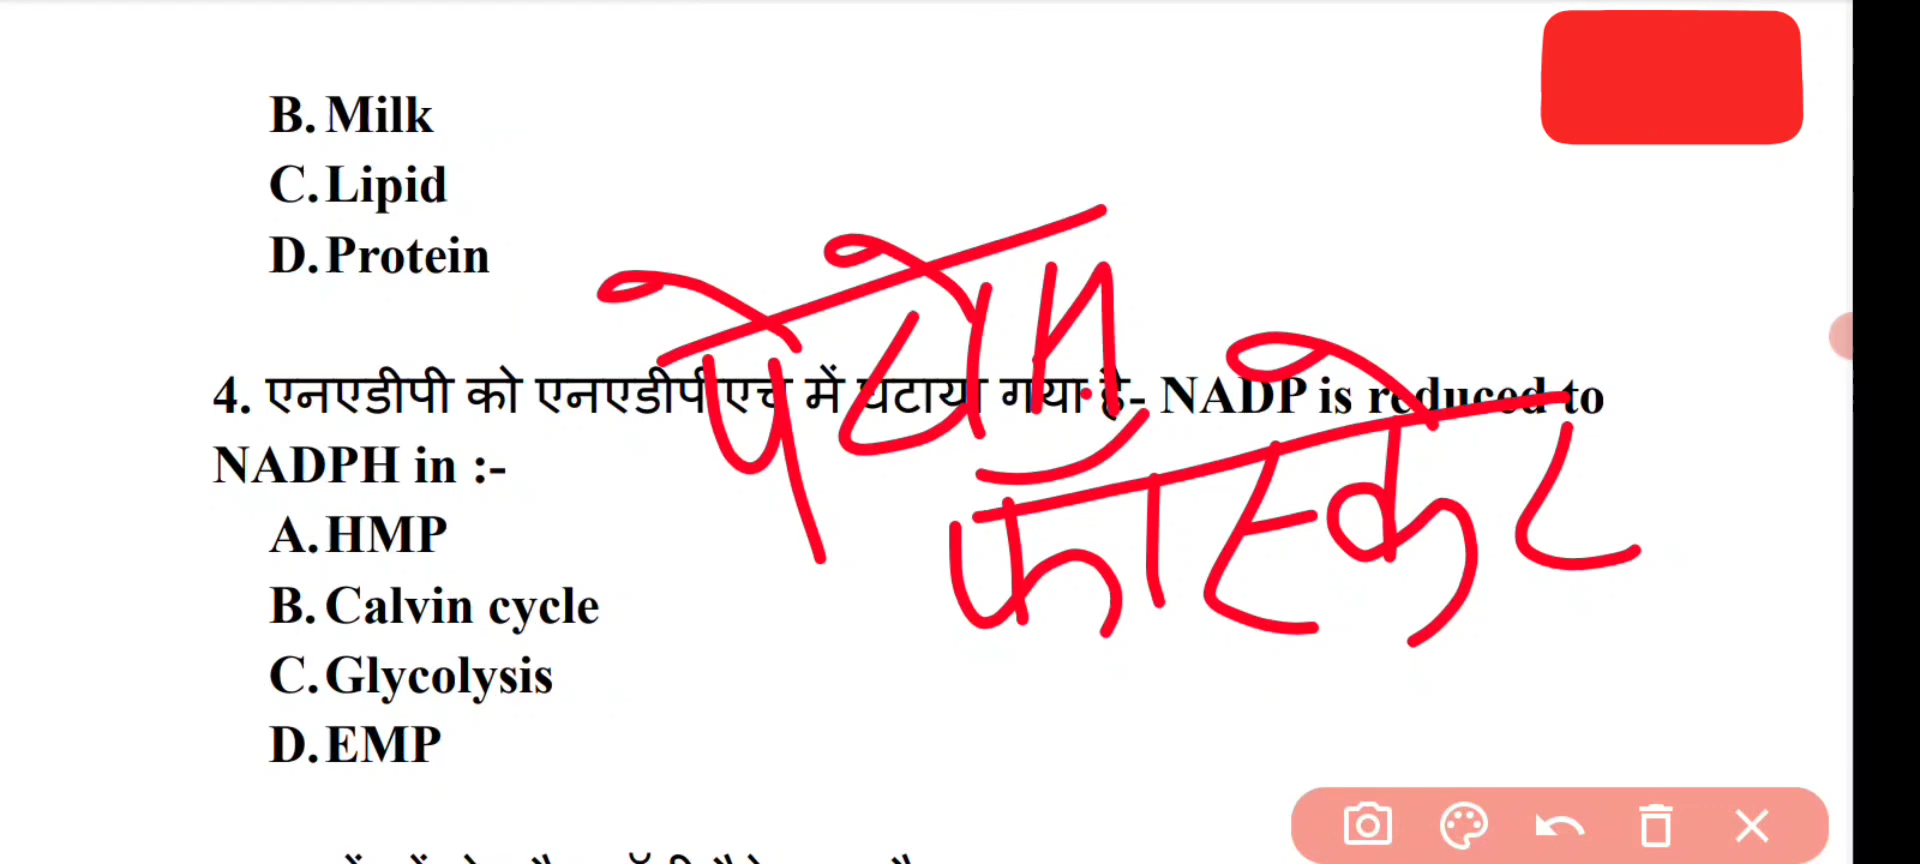 B. Milk
C. Lipid
D. Protein
4. एनएडीपी को एनएडीपीएच में घटाया गया है- NADP is reduced to
NADPH in :-
A. HMP
B. Calvin cycle
C. Glycolysis
D. EMP